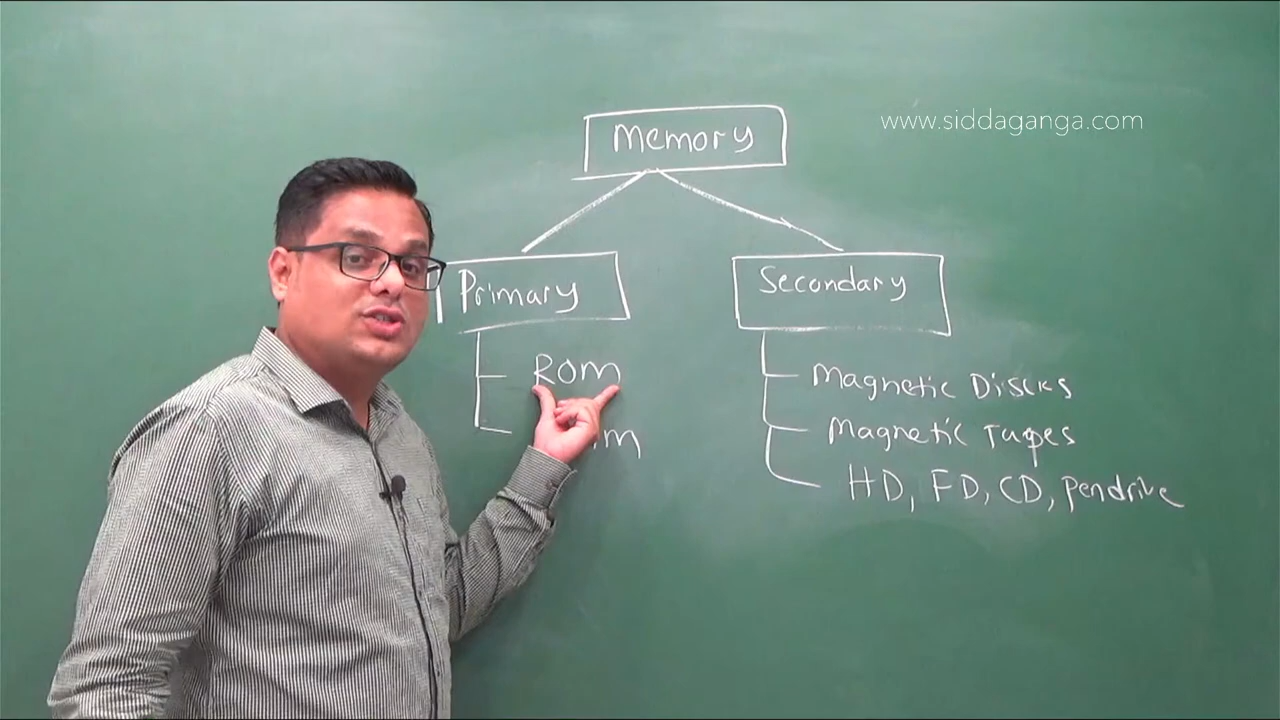 Memory
www.siddaganga.com
Primary
Secondary
ROM
Magnetic Discks
Magnetic Tapes
HD, FD, CD, Pendrive